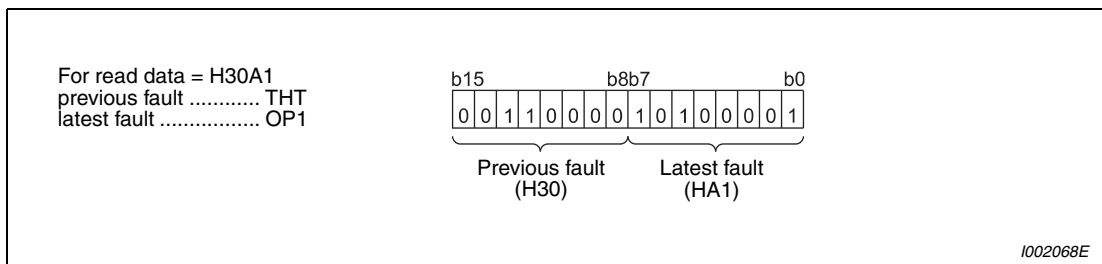 For read data = H30A1
previous fault ............ THT
latest fault ................. OP1
b15 b8b7 b0
0 0 1 1 0 0 0 0 1 0 1 0 0 0 0 1
Previous fault Latest fault
(H30) (HA1)
I002068E